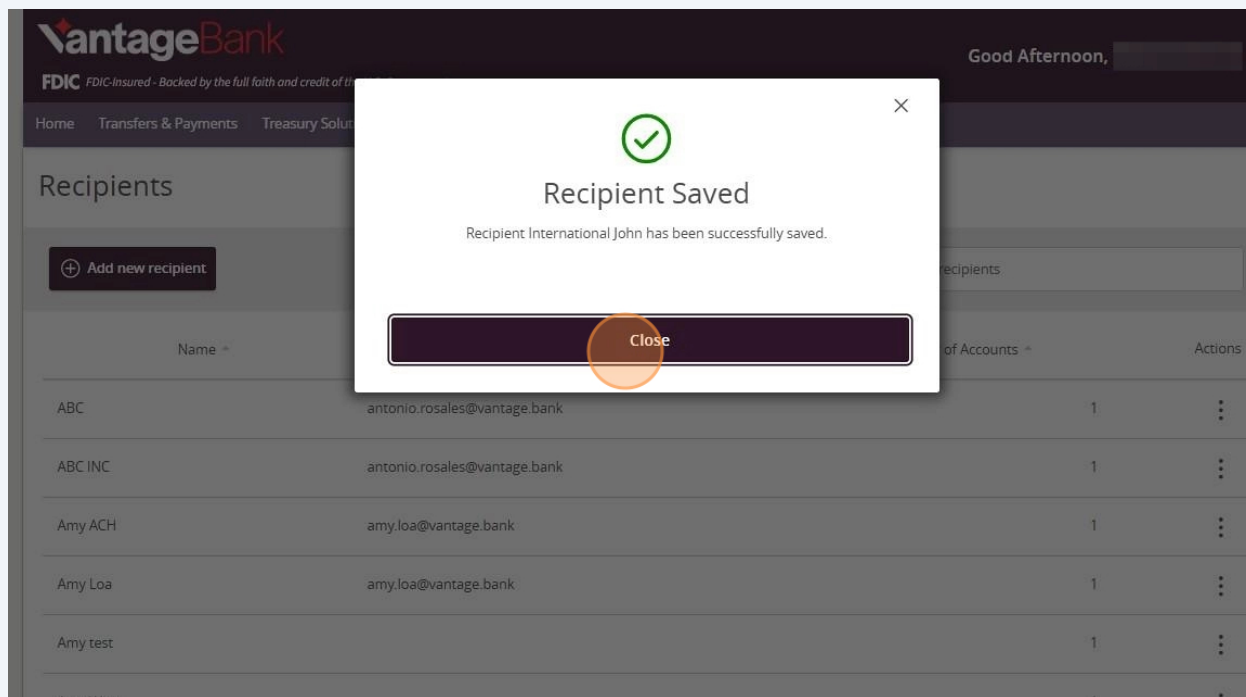 VantageBank
Good Afternoon,
FDIC FDIC-Insured - Backed by the full faith and credit of
Home Transfers & Payments Treasury
Recipients
Recipient Saved
Recipient International John has been successfully saved.
Add new recipient
recipients
Close
Name
of Accounts
Actions
ABC antonio.rosales@vantage.bank 1
ABC INC antonio.rosales@vantage.bank 1
Amy ACH amy.loa@vantage.bank 1
Amy Loa amy.loa@vantage.bank 1
Amy test 1